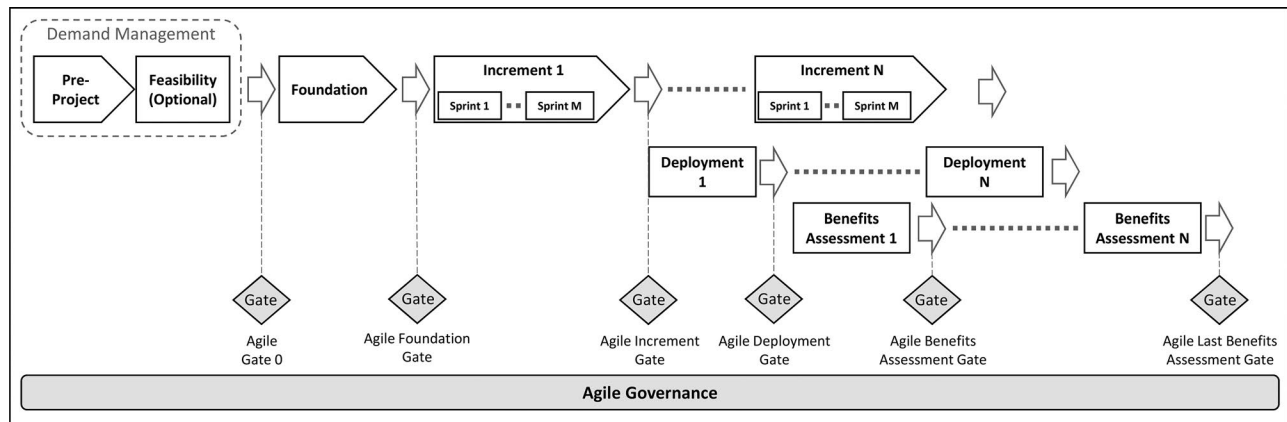 Demand Management
Pre-
Project
Feasibility
(Optional)
Foundation
Increment 1
Sprint 1
Sprint M
Increment N
Sprint 1
Sprint M
Deployment
1
Deployment
N
Benefits
Assessment 1
Benefits
Assessment N
Gate
Gate
Gate
Gate
Gate
Gate
Agile
Gate 0
Agile Foundation
Gate
Agile Increment
Gate
Agile Deployment
Gate
Agile Benefits
Assessment Gate
Agile Last Benefits
Assessment Gate
Agile Governance